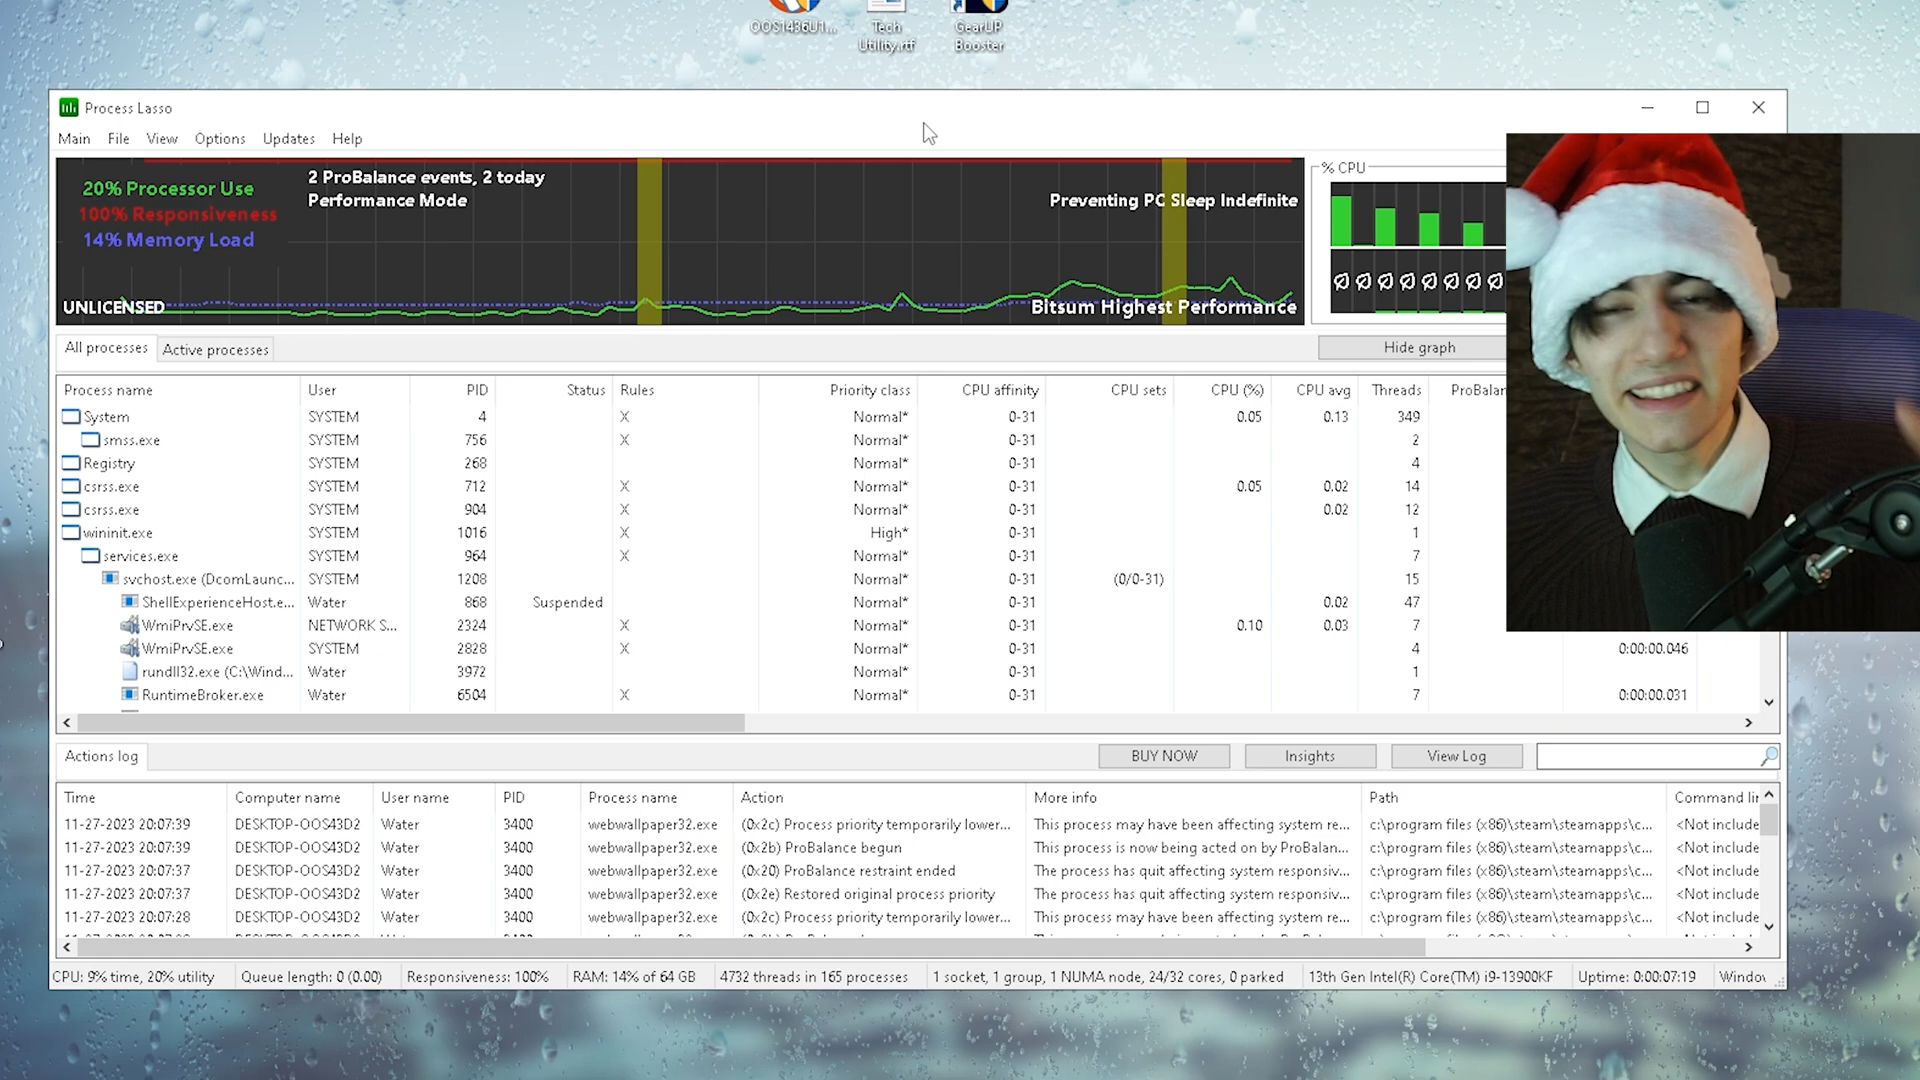 OOS1436U1...
Tech
Utility.rtf
GearUP
Booster
Process Lasso
Main File View Options Updates Help
20% Processor Use
100% Responsiveness
14% Memory Load
2 ProBalance events, 2 today
Performance Mode
Preventing PC Sleep Indefinite
UNLICENSED
Bitsum Highest Performance
% CPU
All processes Active processes
Hide graph
Process name User PID Status Rules Priority class CPU affinity CPU sets CPU (%) CPU avg Threads ProBalan
System SYSTEM 4 X Normal* 0-31 0.05 0.13 349
smss.exe SYSTEM 756 X Normal* 0-31 2
Registry SYSTEM 268 Normal* 0-31 4
csrss.exe SYSTEM 712 X Normal* 0-31 0.05 0.02 14
csrss.exe SYSTEM 904 X Normal* 0-31 0.02 12
wininit.exe SYSTEM 1016 X High* 0-31 1
services.exe SYSTEM 964 X Normal* 0-31 7
svchost.exe (DcomLaunc... SYSTEM 1208 Normal* 0-31 (0/0-31) 15
ShellExperienceHost.e... Water 868 Suspended Normal* 0-31 0.02 47
WmiPrvSE.exe NETWORK S... 2324 X Normal* 0-31 0.10 0.03 7
WmiPrvSE.exe SYSTEM 2828 X Normal* 0-31 4 0:00:00.046
rundll32.exe (C:\Wind... Water 3972 Normal* 0-31 1
RuntimeBroker.exe Water 6504 X Normal* 0-31 7 0:00:00.031
Actions log
BUY NOW Insights View Log
Time Computer name User name PID Process name Action More info Path Command lin
11-27-2023 20:07:39 DESKTOP-OOS43D2 Water 3400 webwallpaper32.exe (0x2c) Process priority temporarily lower... This process may have been affecting system re... c:\program files (x86)\steam\steamapps\c... <Not include
11-27-2023 20:07:39 DESKTOP-OOS43D2 Water 3400 webwallpaper32.exe (0x2b) ProBalance begun This process is now being acted on by ProBalan... c:\program files (x86)\steam\steamapps\c... <Not include
11-27-2023 20:07:37 DESKTOP-OOS43D2 Water 3400 webwallpaper32.exe (0x20) ProBalance restraint ended The process has quit affecting system responsiv... c:\program files (x86)\steam\steamapps\c... <Not include
11-27-2023 20:07:37 DESKTOP-OOS43D2 Water 3400 webwallpaper32.exe (0x2e) Restored original process priority The process has quit affecting system responsiv... c:\program files (x86)\steam\steamapps\c... <Not include
11-27-2023 20:07:28 DESKTOP-OOS43D2 Water 3400 webwallpaper32.exe (0x2c) Process priority temporarily lower... This process may have been affecting system re... c:\program files (x86)\steam\steamapps\c... <Not include
CPU: 9% time, 20% utility Queue length: 0 (0.00) Responsiveness: 100% RAM: 14% of 64 GB 4732 threads in 165 processes 1 socket, 1 group, 1 NUMA node, 24/32 cores, 0 parked 13th Gen Intel(R) Core(TM) i9-13900KF Uptime: 0:00:07:19 Window